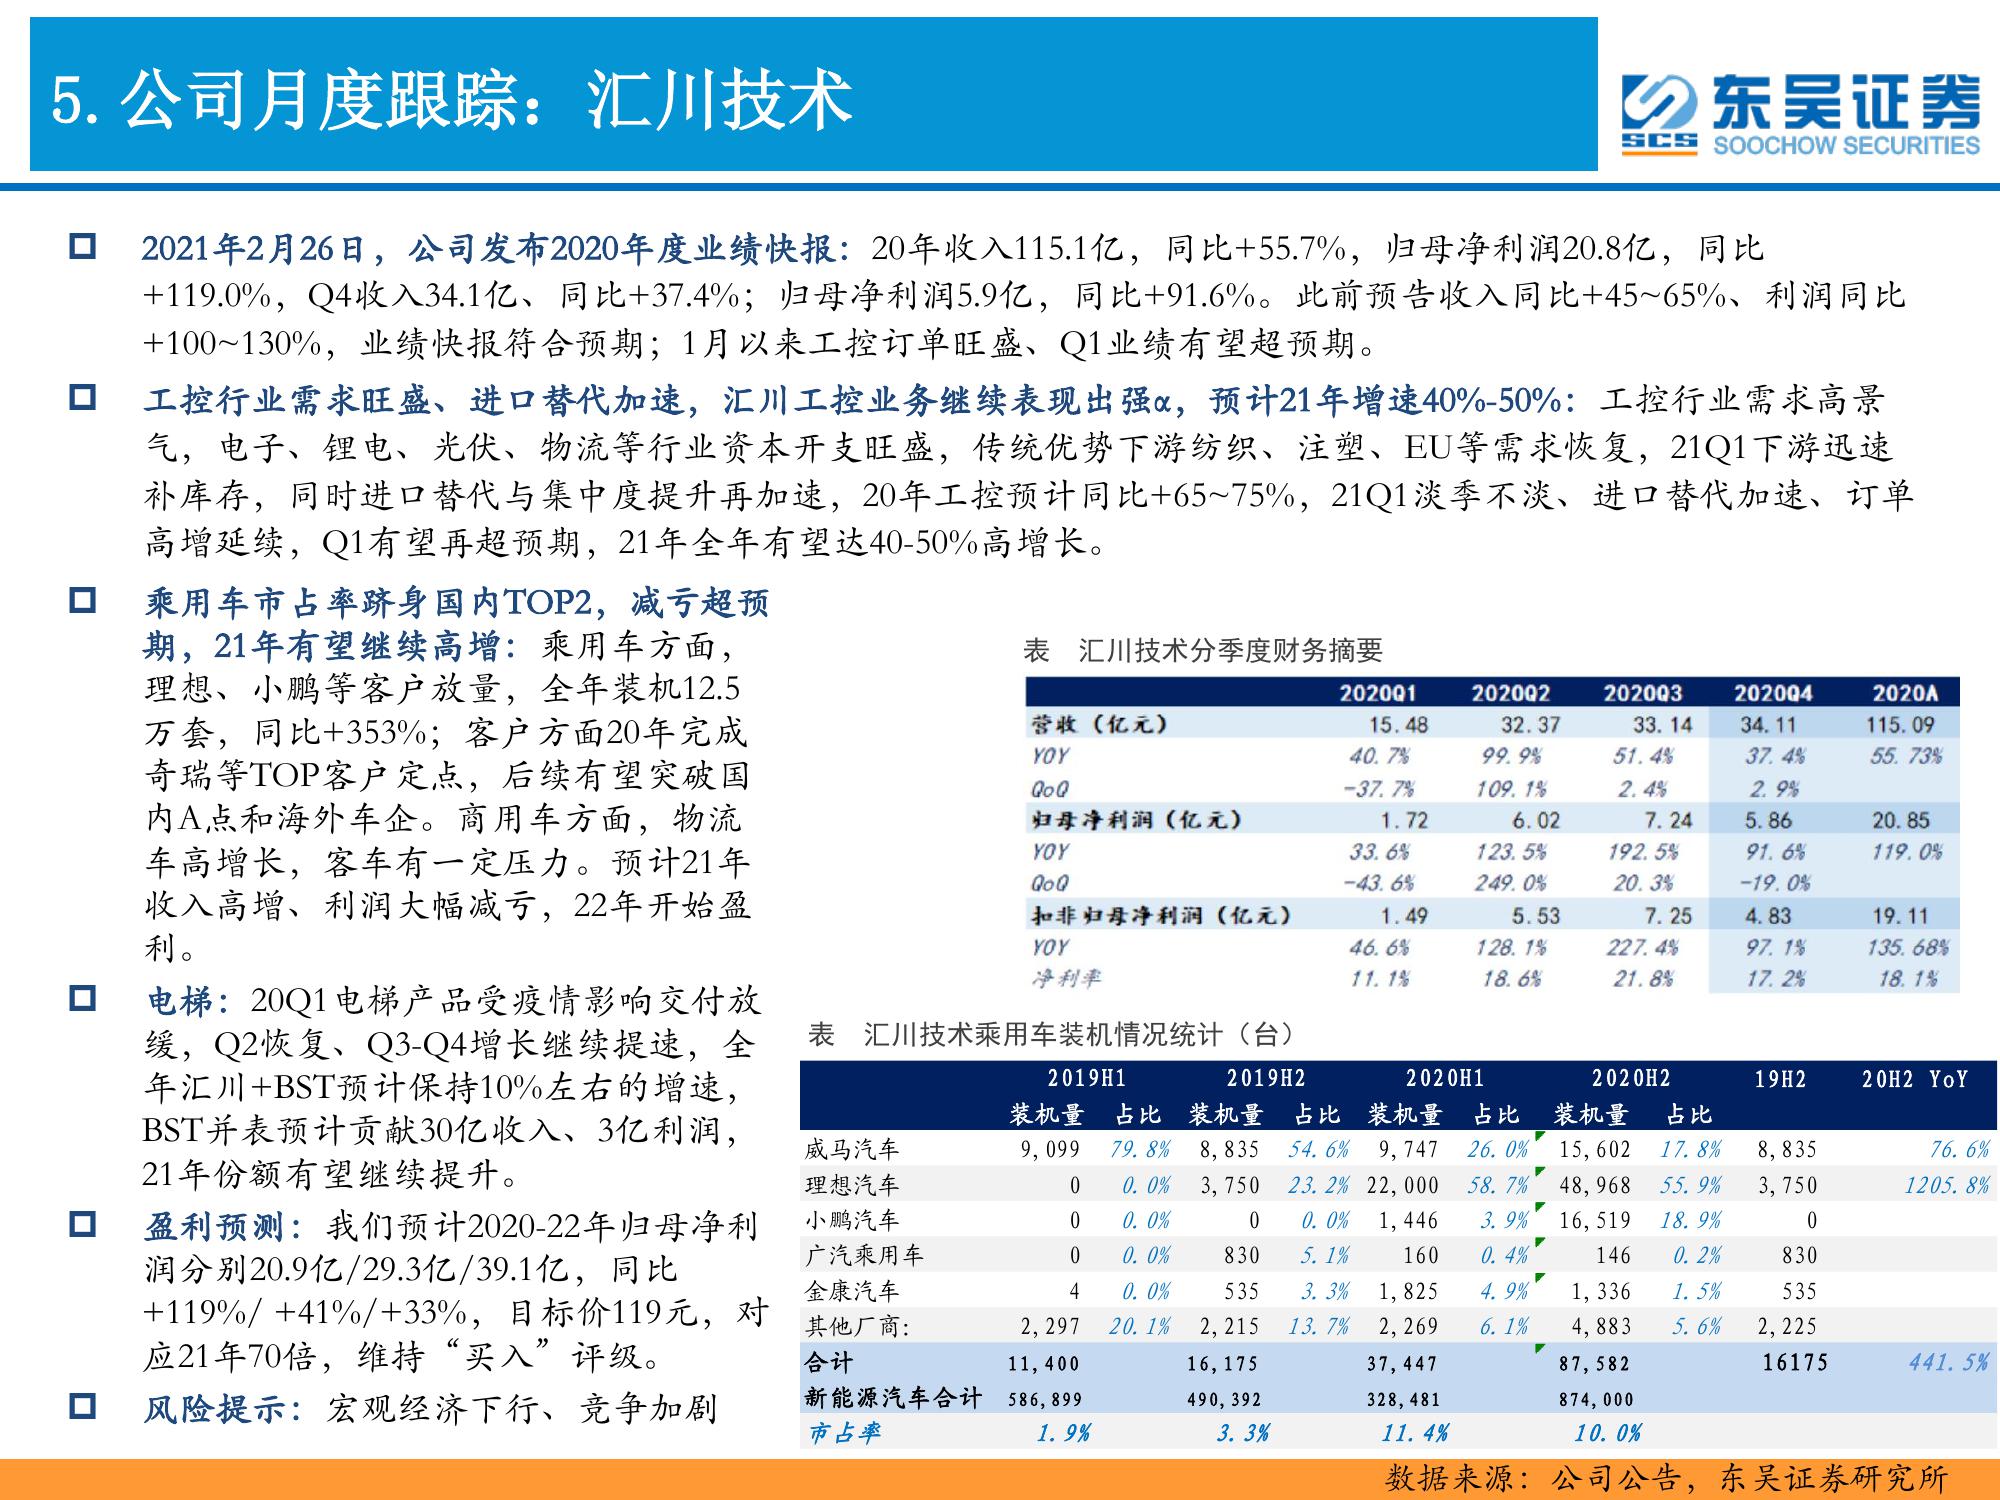 5. 公司月度跟踪：汇川技术
东吴证券
SCS SOOCHOW SECURITIES
2021年2月26日，公司发布2020年度业绩快报：20年收入115.1亿，同比+55.7%，归母净利润20.8亿，同比
+119.0%，Q4收入34.1亿、同比+37.4%；归母净利润5.9亿，同比+91.6%。此前预告收入同比+45~65%、利润同比
+100~130%，业绩快报符合预期；1月以来工控订单旺盛、Q1业绩有望超预期。
工控行业需求旺盛、进口替代加速，汇川工控业务继续表现出强α，预计21年增速40%-50%：工控行业需求高景
气，电子、锂电、光伏、物流等行业资本开支旺盛，传统优势下游纺织、注塑、EU等需求恢复，21Q1下游迅速
补库存，同时进口替代与集中度提升再加速，20年工控预计同比+65~75%，21Q1淡季不淡、进口替代加速、订单
高增延续，Q1有望再超预期，21年全年有望达40-50%高增长。
乘用车市占率跻身国内TOP2，减亏超预
期，21年有望继续高增：乘用车方面，
理想、小鹏等客户放量，全年装机12.5
万套，同比+353%；客户方面20年完成
奇瑞等TOP客户定点，后续有望突破国
内A点和海外车企。商用车方面，物流
车高增长，客车有一定压力。预计21年
收入高增、利润大幅减亏，22年开始盈
利。
电梯：20Q1电梯产品受疫情影响交付放
缓，Q2恢复、Q3-Q4增长继续提速，全
年汇川+BST预计保持10%左右的增速，
BST并表预计贡献30亿收入、3亿利润，
21年份额有望继续提升。
盈利预测：我们预计2020-22年归母净利
润分别20.9亿/29.3亿/39.1亿，同比
+119%/ +41%/+33%，目标价119元，对
应21年70倍，维持“买入”评级。
风险提示：宏观经济下行、竞争加剧
表 汇川技术分季度财务摘要
2020Q1 2020Q2 2020Q3 2020Q4 2020A
营收（亿元） 15.48 32.37 33.14 34.11 115.09
YOY 40.7% 99.9% 51.4% 37.4% 55.73%
QoQ -37.7% 109.1% 2.4% 2.9%
归母净利润（亿元） 1.72 6.02 7.24 5.86 20.85
YOY 33.6% 123.5% 192.5% 91.6% 119.0%
QoQ -43.6% 249.0% 20.3% -19.0%
扣非归母净利润（亿元） 1.49 5.53 7.25 4.83 19.11
YOY 46.6% 128.1% 227.4% 97.1% 135.68%
净利率 11.1% 18.6% 21.8% 17.2% 18.1%
表 汇川技术乘用车装机情况统计（台）
2019H1 2019H2 2020H1 2020H2 19H2 20H2 YoY
装机量 占比 装机量 占比 装机量 占比 装机量 占比
威马汽车 9,099 79.8% 8,835 54.6% 9,747 26.0% 15,602 17.8% 8,835 76.6%
理想汽车 0 0.0% 3,750 23.2% 22,000 58.7% 48,968 55.9% 3,750 1205.8%
小鹏汽车 0 0.0% 0 0.0% 1,446 3.9% 16,519 18.9% 0
广汽乘用车 0 0.0% 830 5.1% 160 0.4% 146 0.2% 830
金康汽车 4 0.0% 535 3.3% 1,825 4.9% 1,336 1.5% 535
其他厂商: 2,297 20.1% 2,215 13.7% 2,269 6.1% 4,883 5.6% 2,225
合计 11,400 16,175 37,447 87,582 16175 441.5%
新能源汽车合计 586,899 490,392 328,481 874,000
市占率 1.9% 3.3% 11.4% 10.0%
数据来源：公司公告，东吴证券研究所